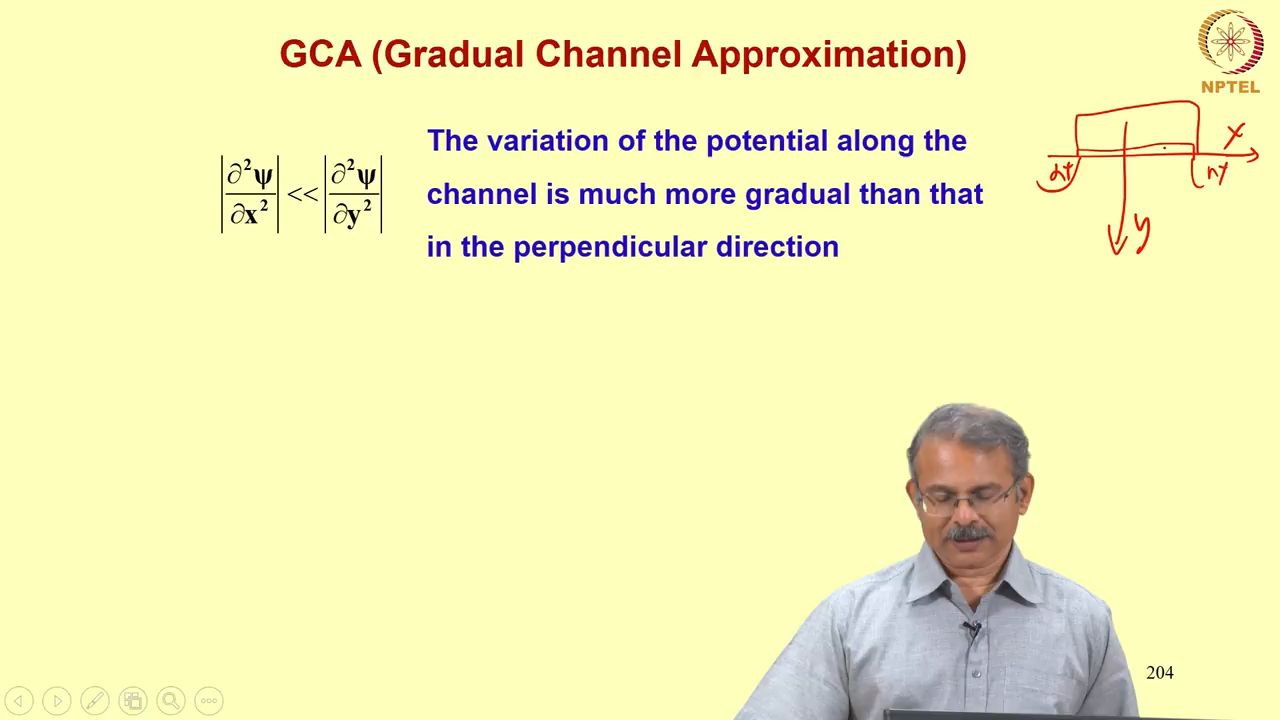 GCA (Gradual Channel Approximation)
NPTEL
|∂²ψ/∂x²| << |∂²ψ/∂y²|
The variation of the potential along the
channel is much more gradual than that
in the perpendicular direction
x
n+
y
204